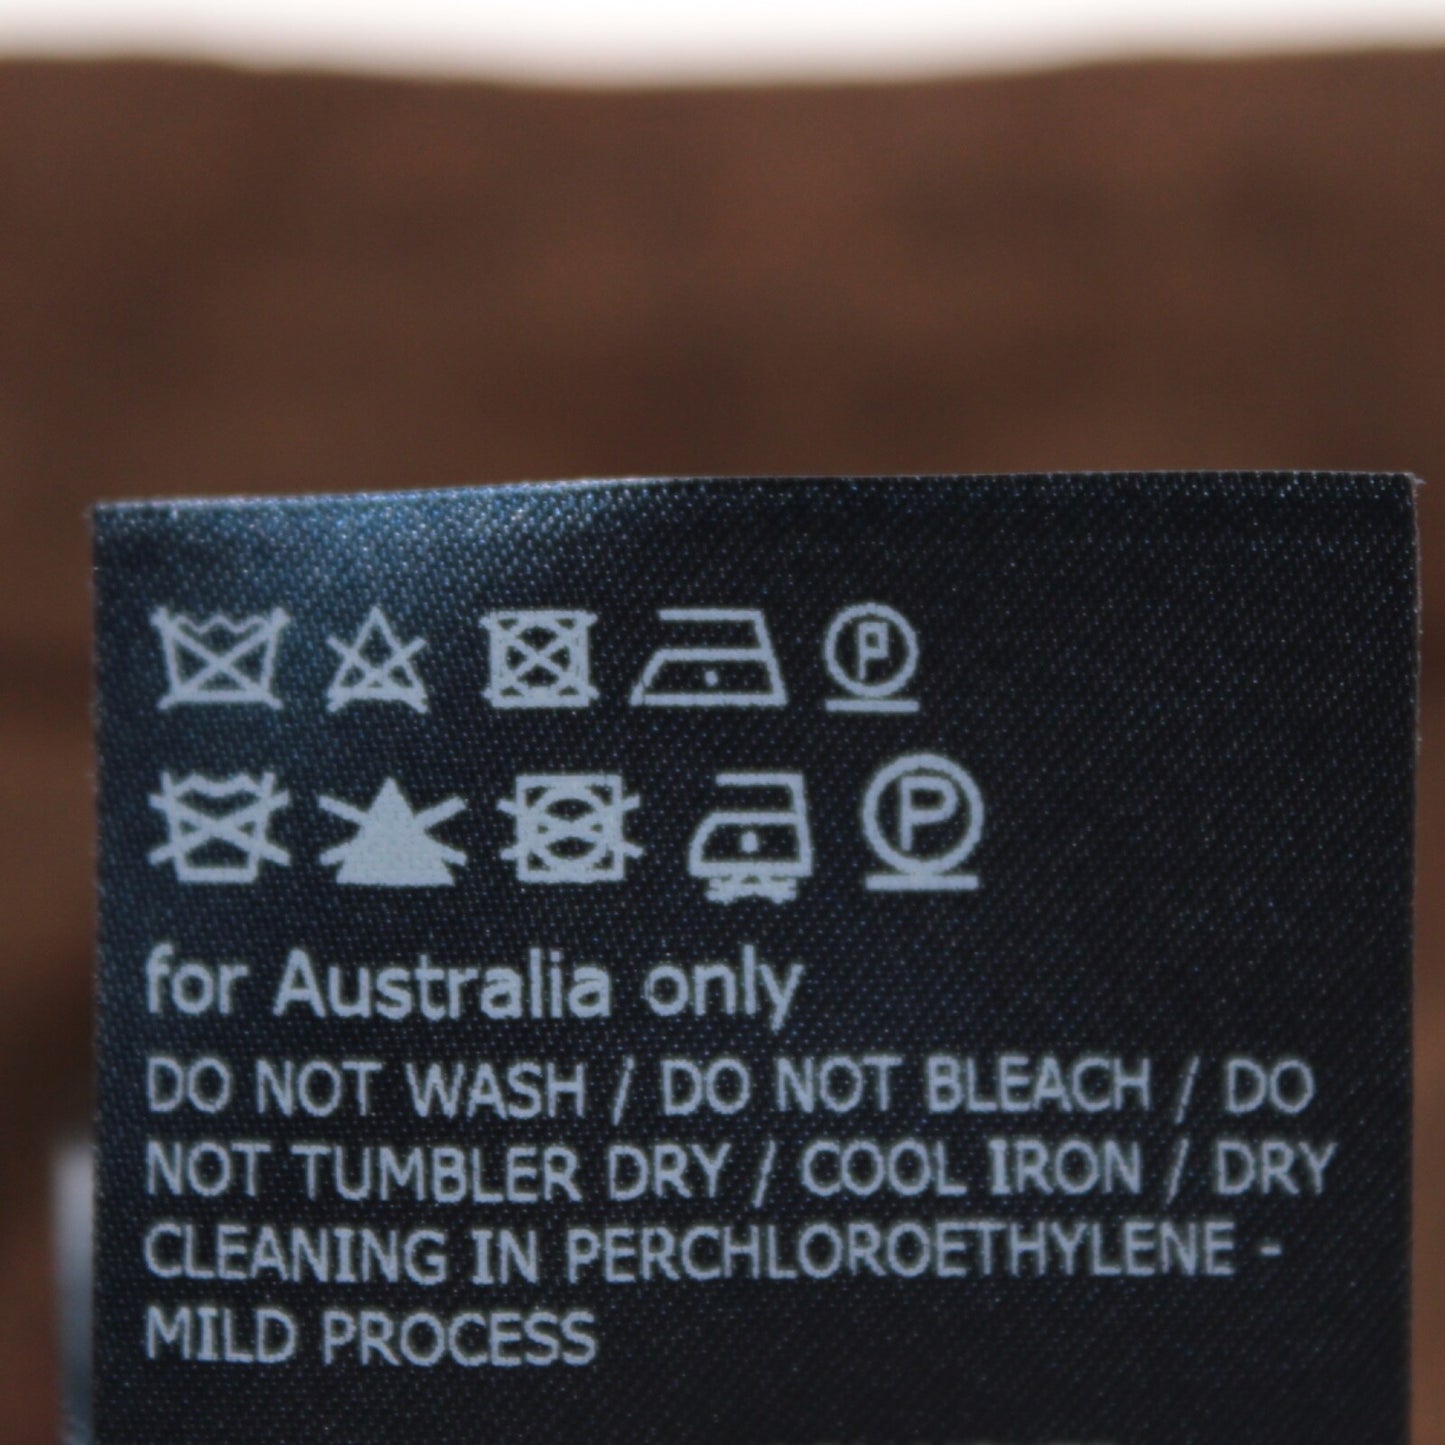 P
P
for Australia only
DO NOT WASH / DO NOT BLEACH / DO
NOT TUMBLER DRY / COOL IRON / DRY
CLEANING IN PERCHLOROETHYLENE -
MILD PROCESS